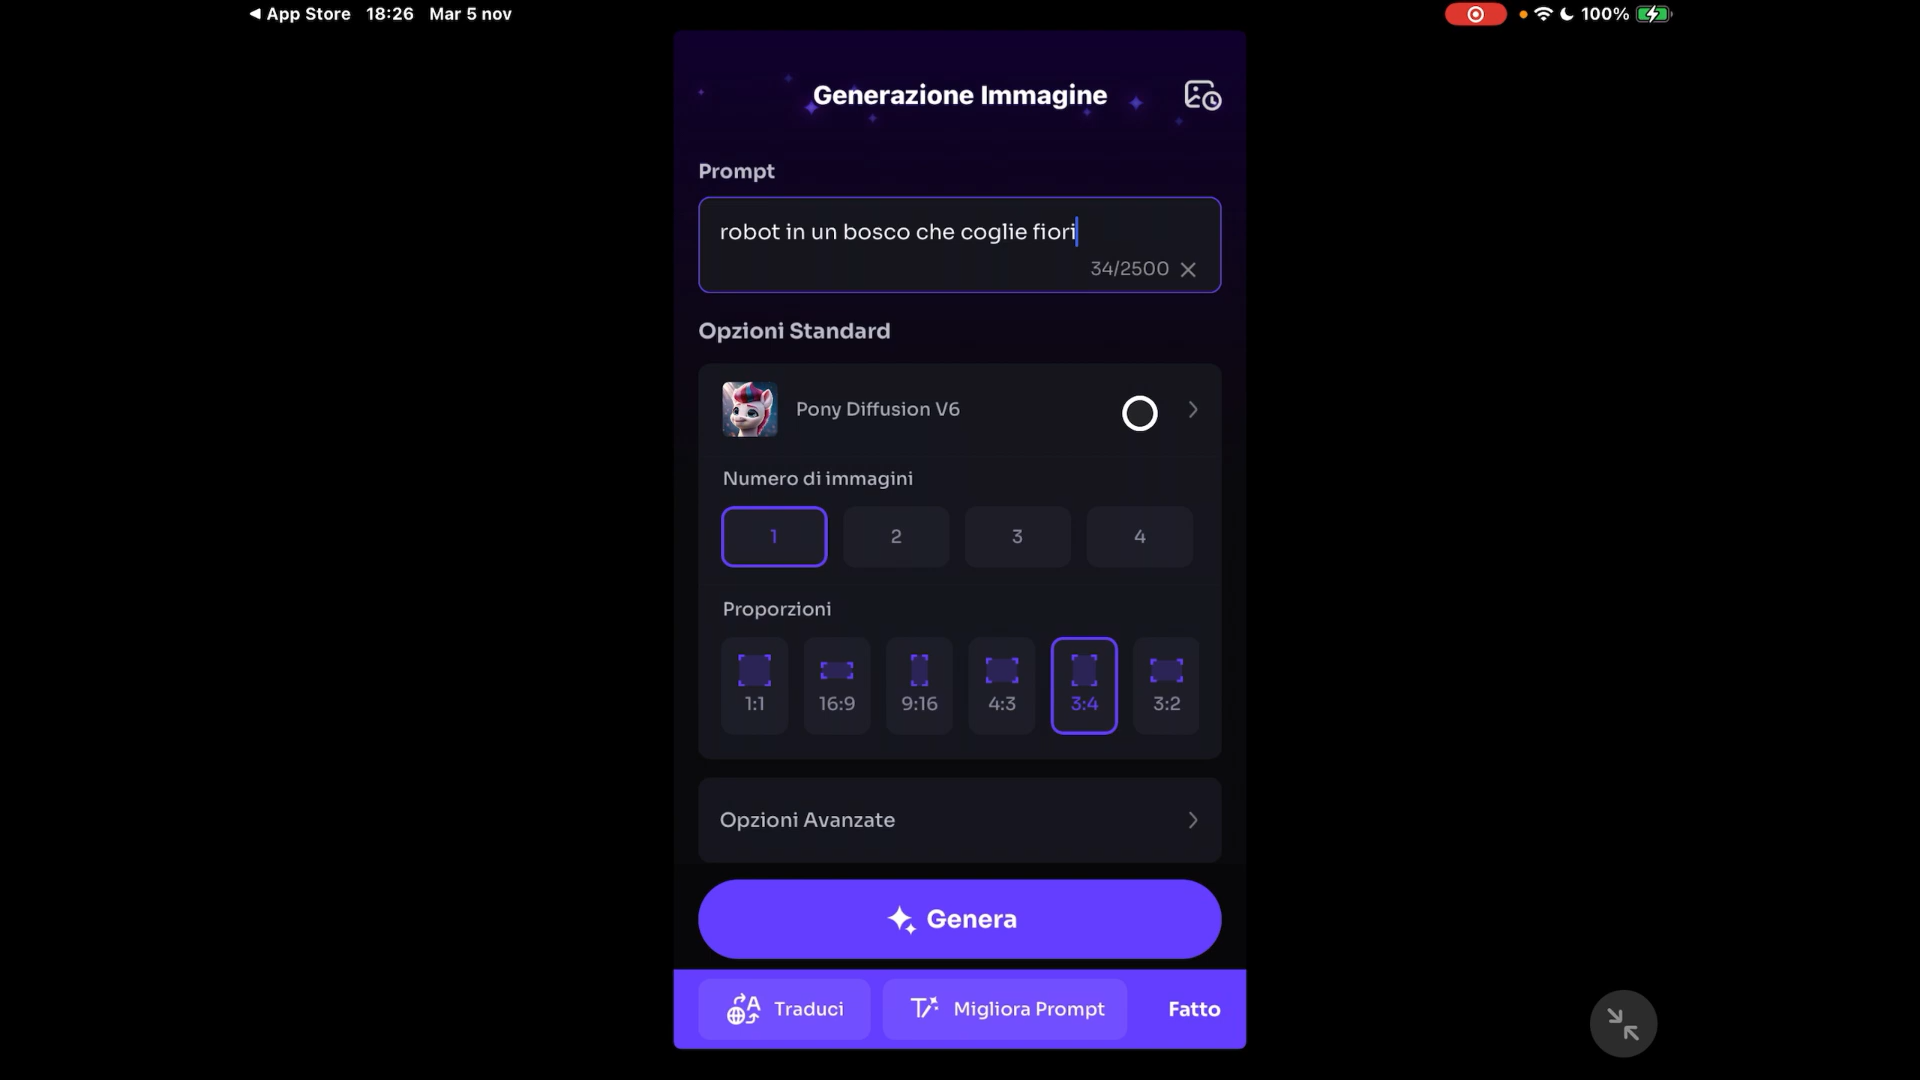 ◀ App Store 18:26 Mar 5 nov 100%
Generazione Immagine
Prompt
robot in un bosco che coglie fiori
34/2500
Opzioni Standard
Pony Diffusion V6
Numero di immagini
1 2 3 4
Proporzioni
1:1 16:9 9:16 4:3 3:4 3:2
Opzioni Avanzate
Genera
Traduci Migliora Prompt Fatto